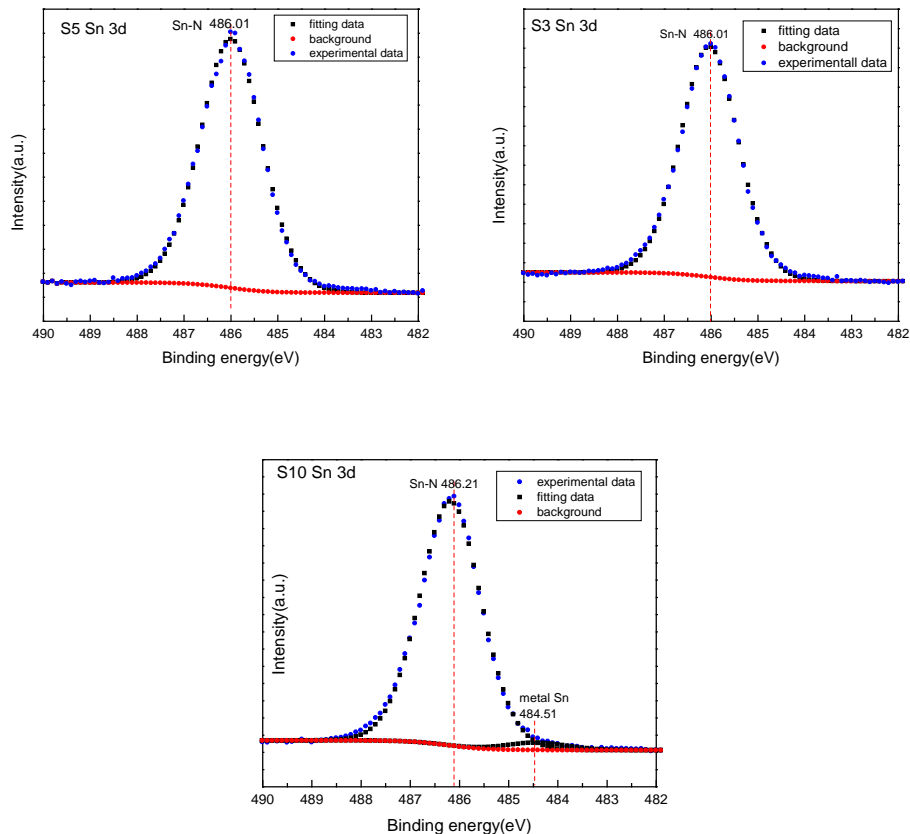 S5 Sn 3d
Sn-N 486.01
fitting data
background
experimental data
Intensity(a.u.)
490 489 488 487 486 485 484 483 482
Binding energy(eV)
S3 Sn 3d
Sn-N 486.01
fitting data
background
experimentall data
Intensity(a.u.)
490 489 488 487 486 485 484 483 482
Binding energy(eV)
S10 Sn 3d
Sn-N 486.21
experimental data
fitting data
background
Intensity(a.u.)
metal Sn
484.51
490 489 488 487 486 485 484 483 482
Binding energy(eV)